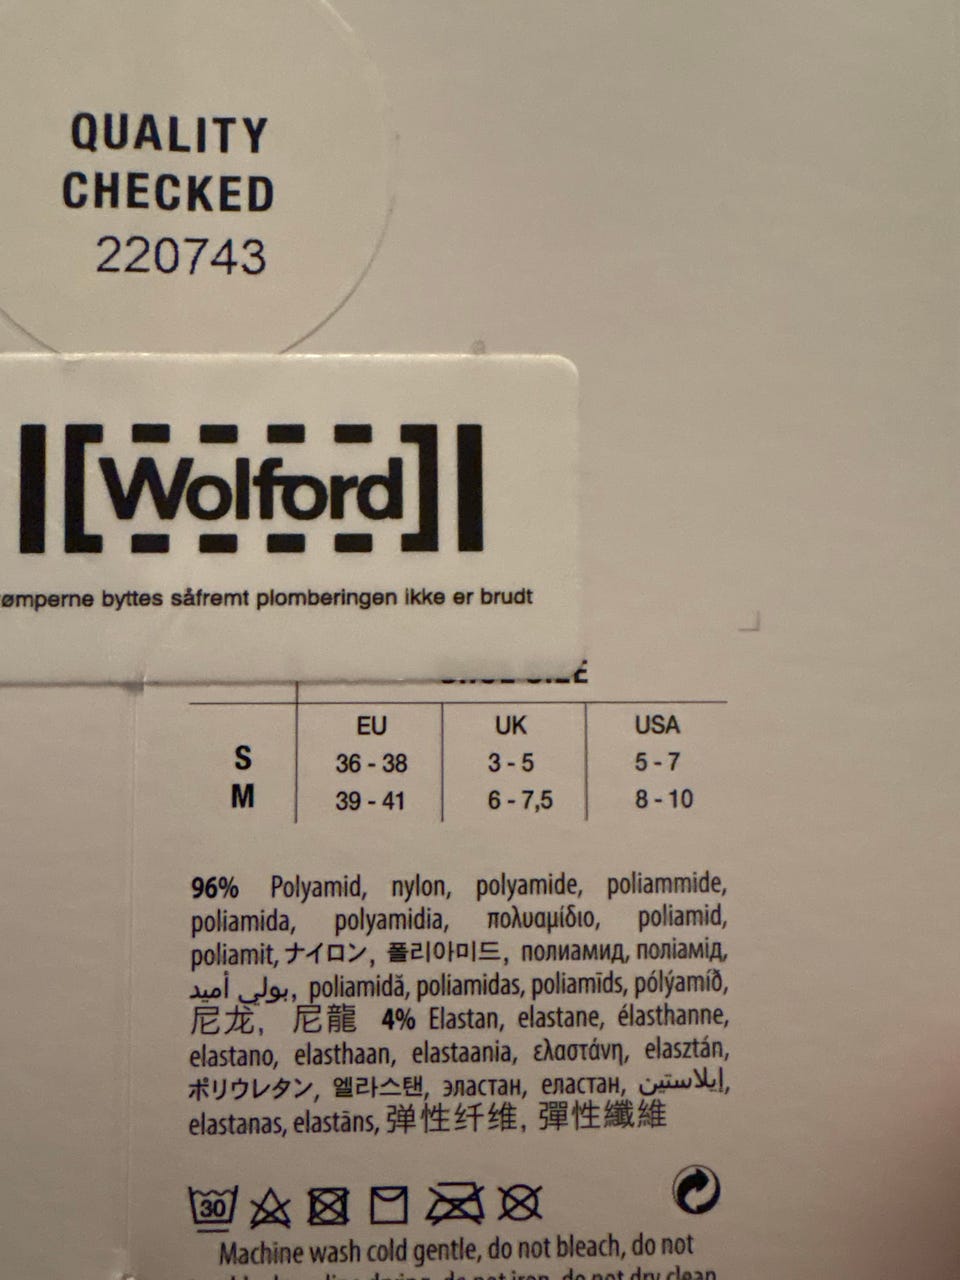 QUALITY
CHECKED
220743
Wolford
ømperne byttes såfremt plomberingen ikke er brudt
EU UK USA
S 36 - 38 3 - 5 5 - 7
M 39 - 41 6 - 7,5 8 - 10
96% Polyamid, nylon, polyamide, poliammide,
poliamida, polyamidia, πολυαμίδιο, poliamid,
poliamit, ナイロン, 폴리아미드, полиамид, поліамід,
بولي أميد, poliamidă, poliamidas, poliamīds, pólýamíð,
尼龙, 尼龍 4% Elastan, elastane, élasthanne,
elastano, elasthaan, elastaania, ελαστάνη, elasztán,
ポリウレタン, 엘라스탠, эластан, еластан, إيلاستين,
elastanas, elastāns, 弹性纤维, 彈性纖維
30
Machine wash cold gentle, do not bleach, do not